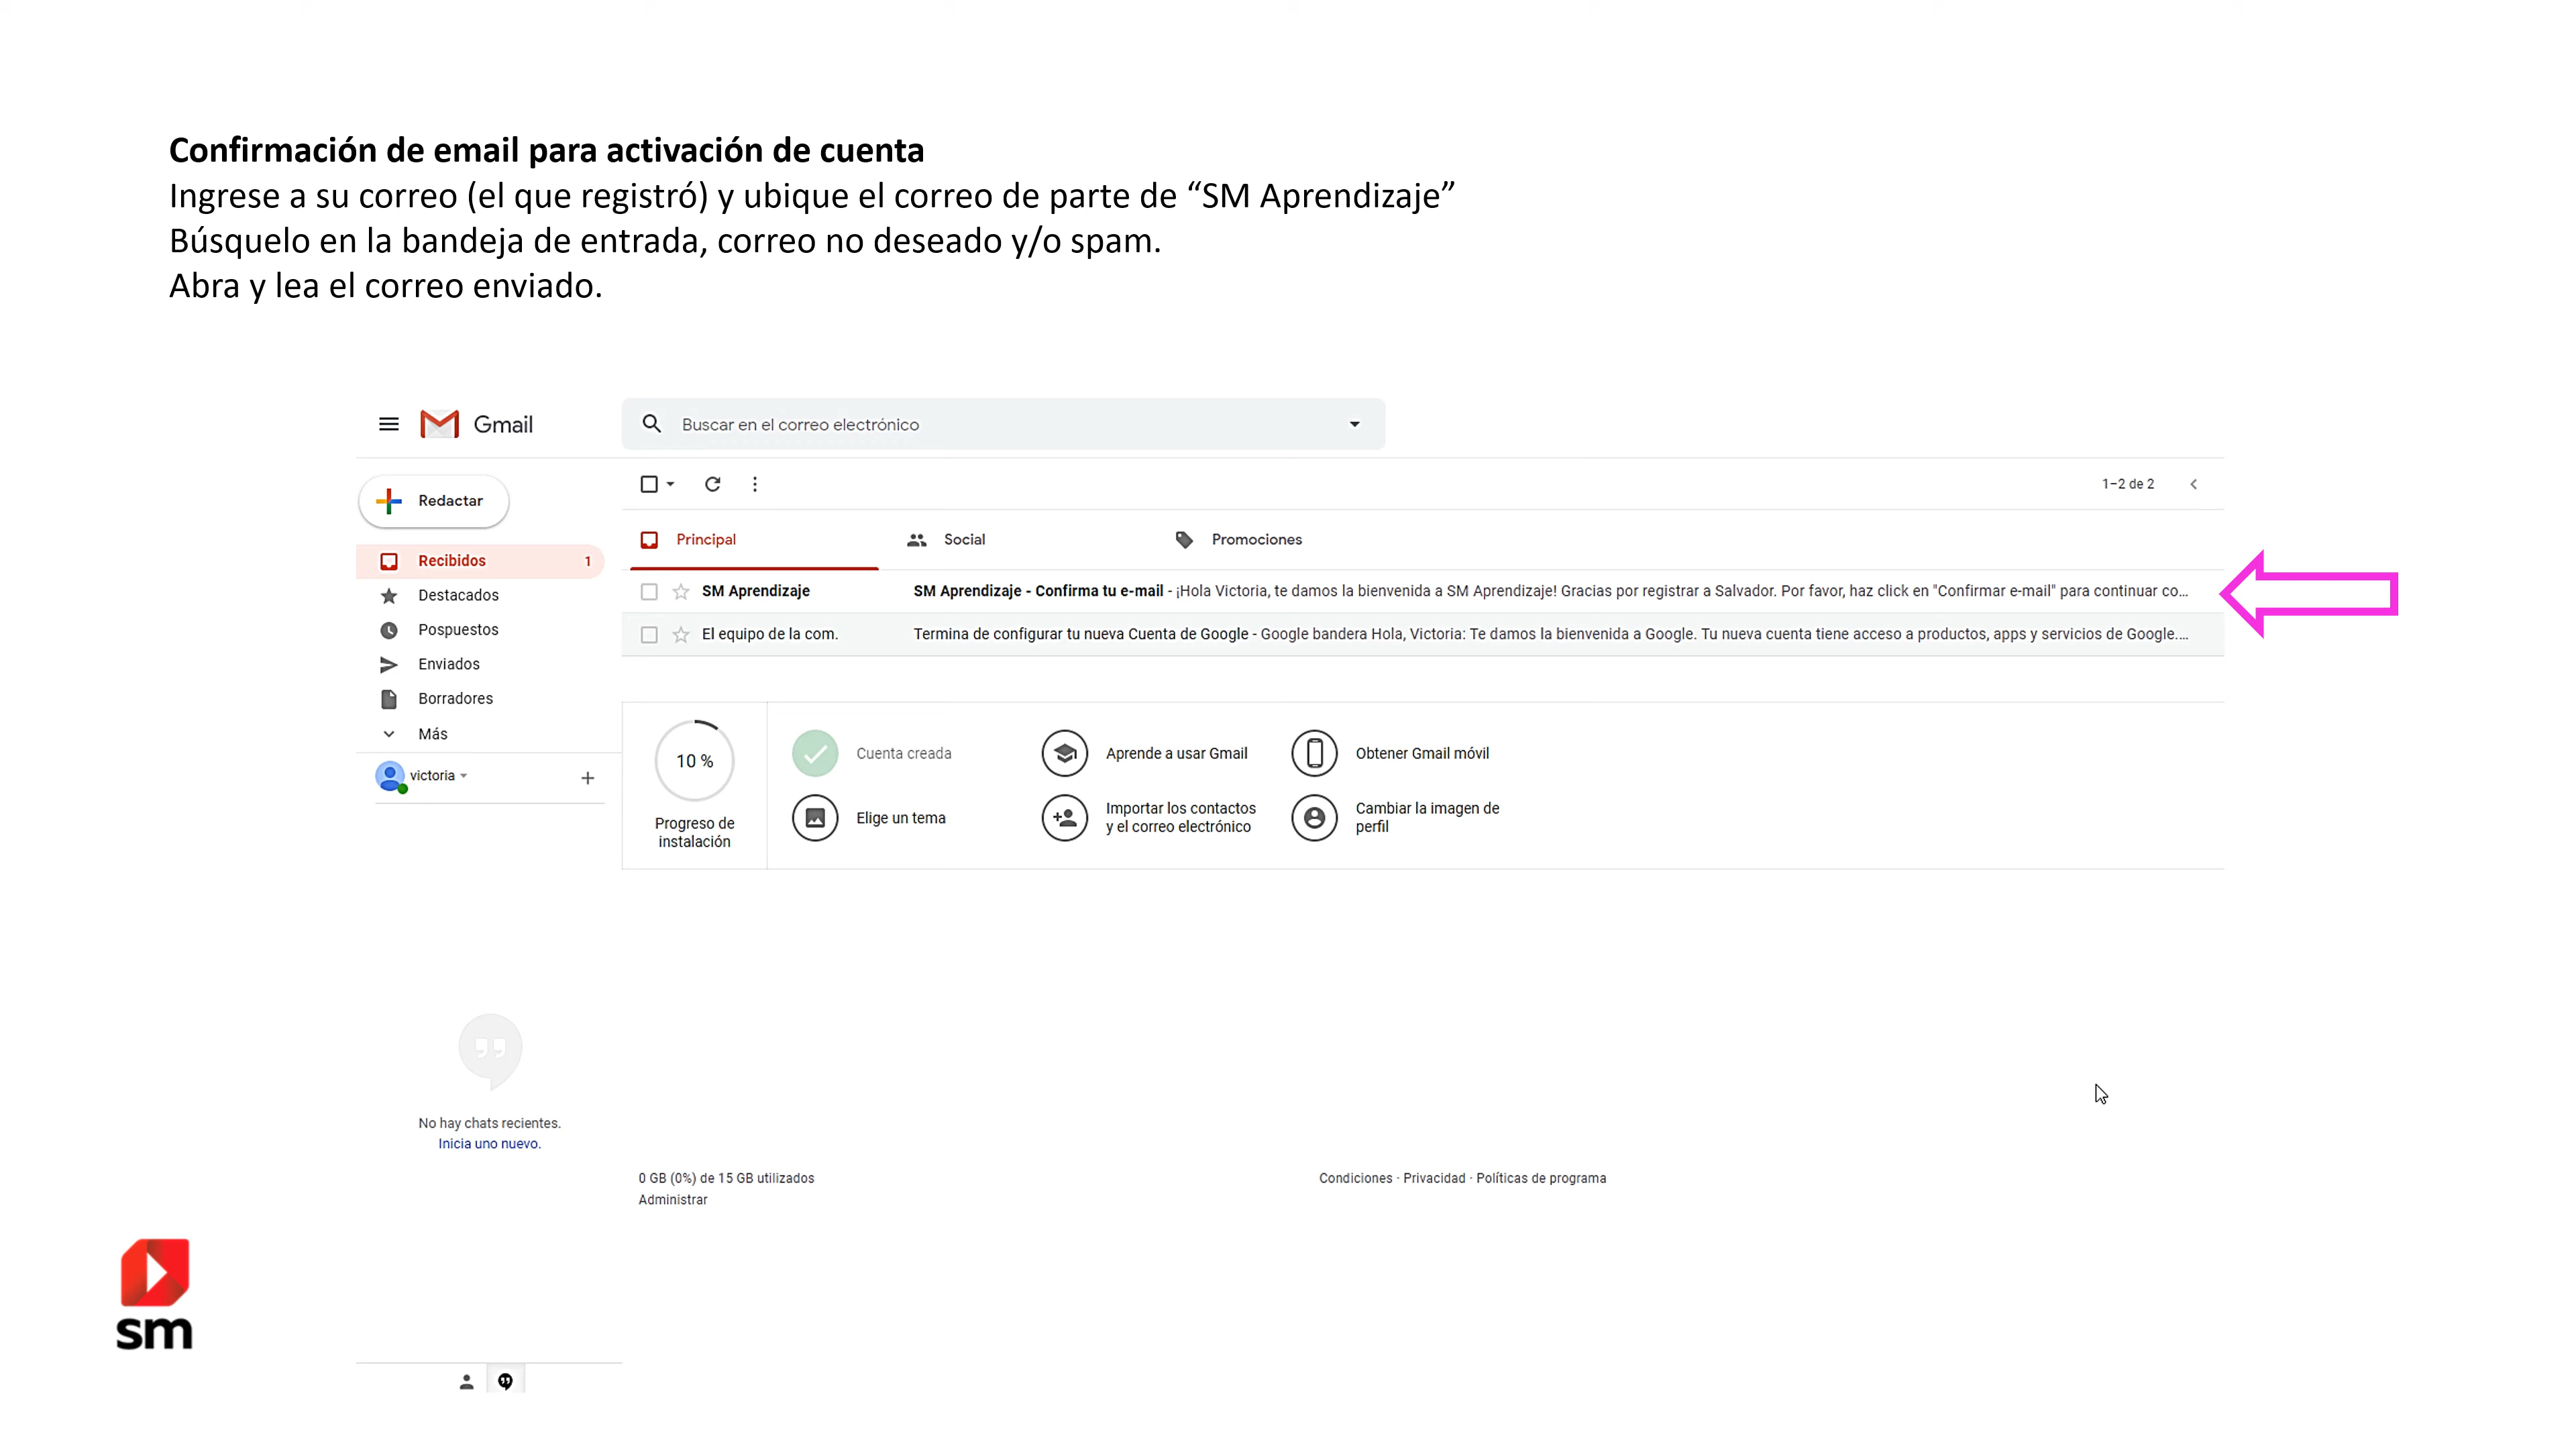 Confirmación de email para activación de cuenta
Ingrese a su correo (el que registró) y ubique el correo de parte de “SM Aprendizaje”
Búsquelo en la bandeja de entrada, correo no deseado y/o spam.
Abra y lea el correo enviado.
Gmail
Buscar en el correo electrónico
1–2 de 2
Redactar
Principal
Social
Promociones
Recibidos 1
Destacados
Pospuestos
Enviados
Borradores
Más
victoria
SM Aprendizaje SM Aprendizaje - Confirma tu e-mail - ¡Hola Victoria, te damos la bienvenida a SM Aprendizaje! Gracias por registrar a Salvador. Por favor, haz click en "Confirmar e-mail" para continuar co...
El equipo de la com. Termina de configurar tu nueva Cuenta de Google - Google bandera Hola, Victoria: Te damos la bienvenida a Google. Tu nueva cuenta tiene acceso a productos, apps y servicios de Google....
10 %
Progreso de
instalación
Cuenta creada
Aprende a usar Gmail
Obtener Gmail móvil
Elige un tema
Importar los contactos
y el correo electrónico
Cambiar la imagen de
perfil
No hay chats recientes.
Inicia uno nuevo.
0 GB (0%) de 15 GB utilizados
Administrar
Condiciones · Privacidad · Políticas de programa
sm